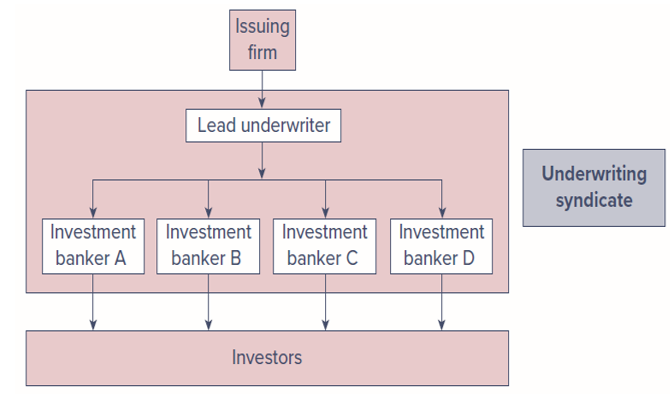 Issuing
firm
Lead underwriter
Underwriting
syndicate
Investment
banker A
Investment
banker B
Investment
banker C
Investment
banker D
Investors